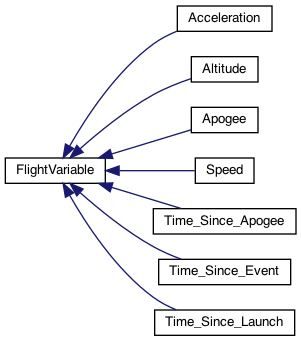 Acceleration
Altitude
Apogee
FlightVariable
Speed
Time_Since_Apogee
Time_Since_Event
Time_Since_Launch